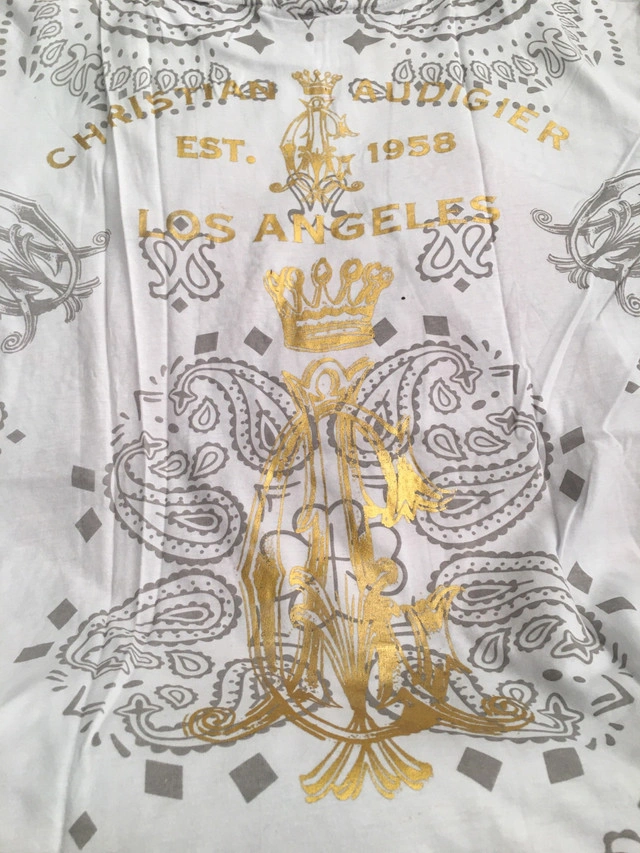 CHRISTIAN AUDIGIER
EST. 1958
LOS ANGELES